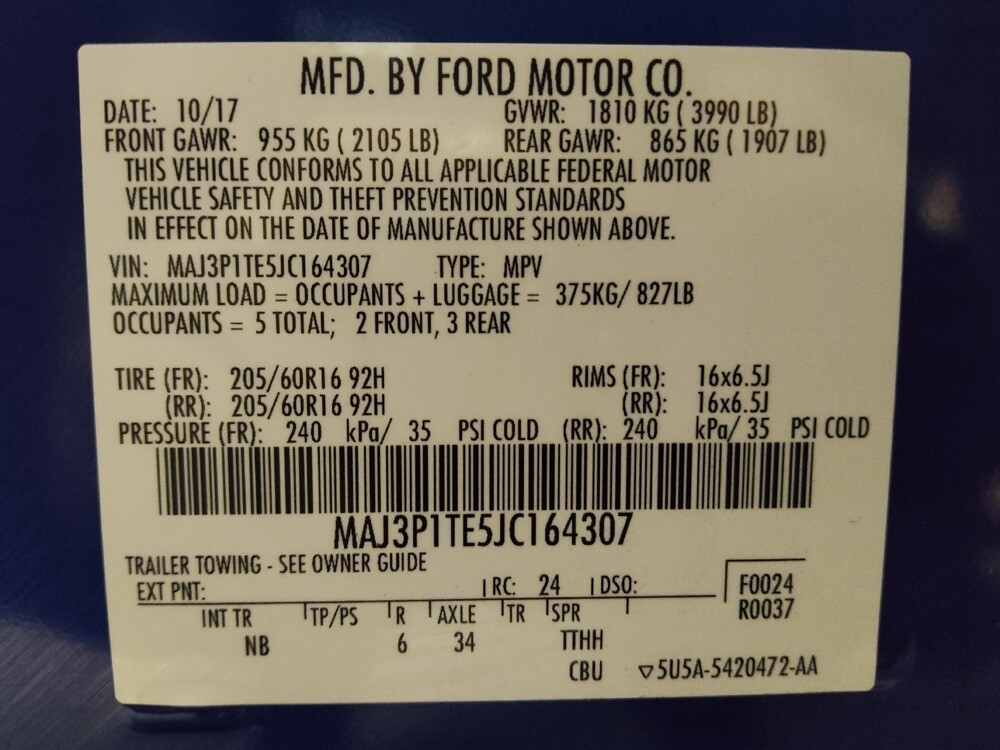 MFD. BY FORD MOTOR CO.
DATE: 10/17 GVWR: 1810 KG ( 3990 LB)
FRONT GAWR: 955 KG ( 2105 LB) REAR GAWR: 865 KG ( 1907 LB)
THIS VEHICLE CONFORMS TO ALL APPLICABLE FEDERAL MOTOR
VEHICLE SAFETY AND THEFT PREVENTION STANDARDS
IN EFFECT ON THE DATE OF MANUFACTURE SHOWN ABOVE.
VIN: MAJ3P1TE5JC164307 TYPE: MPV
MAXIMUM LOAD = OCCUPANTS + LUGGAGE = 375KG/ 827LB
OCCUPANTS = 5 TOTAL; 2 FRONT, 3 REAR
TIRE (FR): 205/60R16 92H RIMS (FR): 16x6.5J
(RR): 205/60R16 92H (RR): 16x6.5J
PRESSURE (FR): 240 kPa/ 35 PSI COLD (RR): 240 kPa/ 35 PSI COLD
MAJ3P1TE5JC164307
TRAILER TOWING - SEE OWNER GUIDE
EXT PNT: RC: 24 DSO: F0024
R0037
INT TR TP/PS R AXLE TR SPR
NB 6 34 TTHH
CBU ▽5U5A-5420472-AA